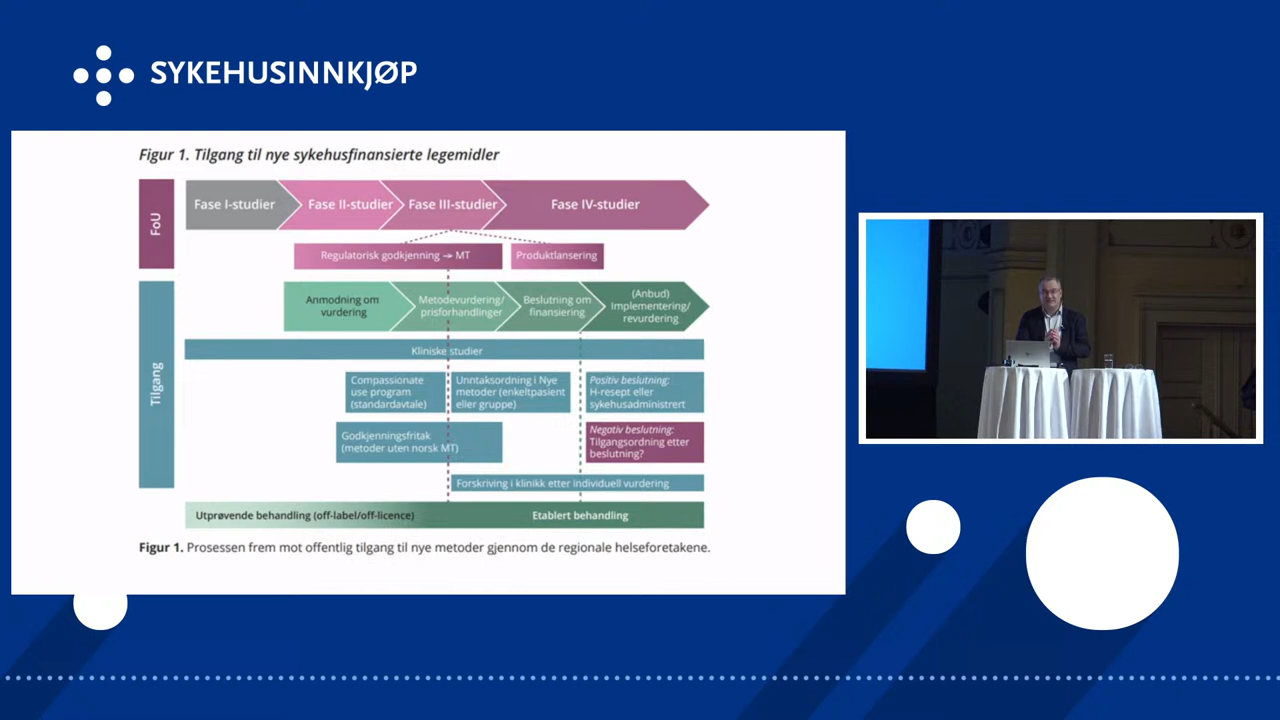 SYKEHUSINNKJØP
Figur 1. Tilgang til nye sykehusfinansierte legemidler
FoU
Fase I-studier
Fase II-studier
Fase III-studier
Fase IV-studier
Regulatorisk godkjenning → MT
Produktlansering
Tilgang
Anmodning om
vurdering
Metodevurdering/
prisforhandlinger
Beslutning om
finansiering
(Anbud)
Implementering/
revurdering
Kliniske studier
Compassionate
use program
(standardavtale)
Unntaksordning i Nye
metoder (enkeltpasient
eller gruppe)
Positiv beslutning:
H-resept eller
sykehusadministrert
Godkjenningsfritak
(metoder uten norsk MT)
Negativ beslutning:
Tilgangsordning etter
beslutning?
Forskriving i klinikk etter individuell vurdering
Utprøvende behandling (off-label/off-licence)
Etablert behandling
Figur 1. Prosessen frem mot offentlig tilgang til nye metoder gjennom de regionale helseforetakene.